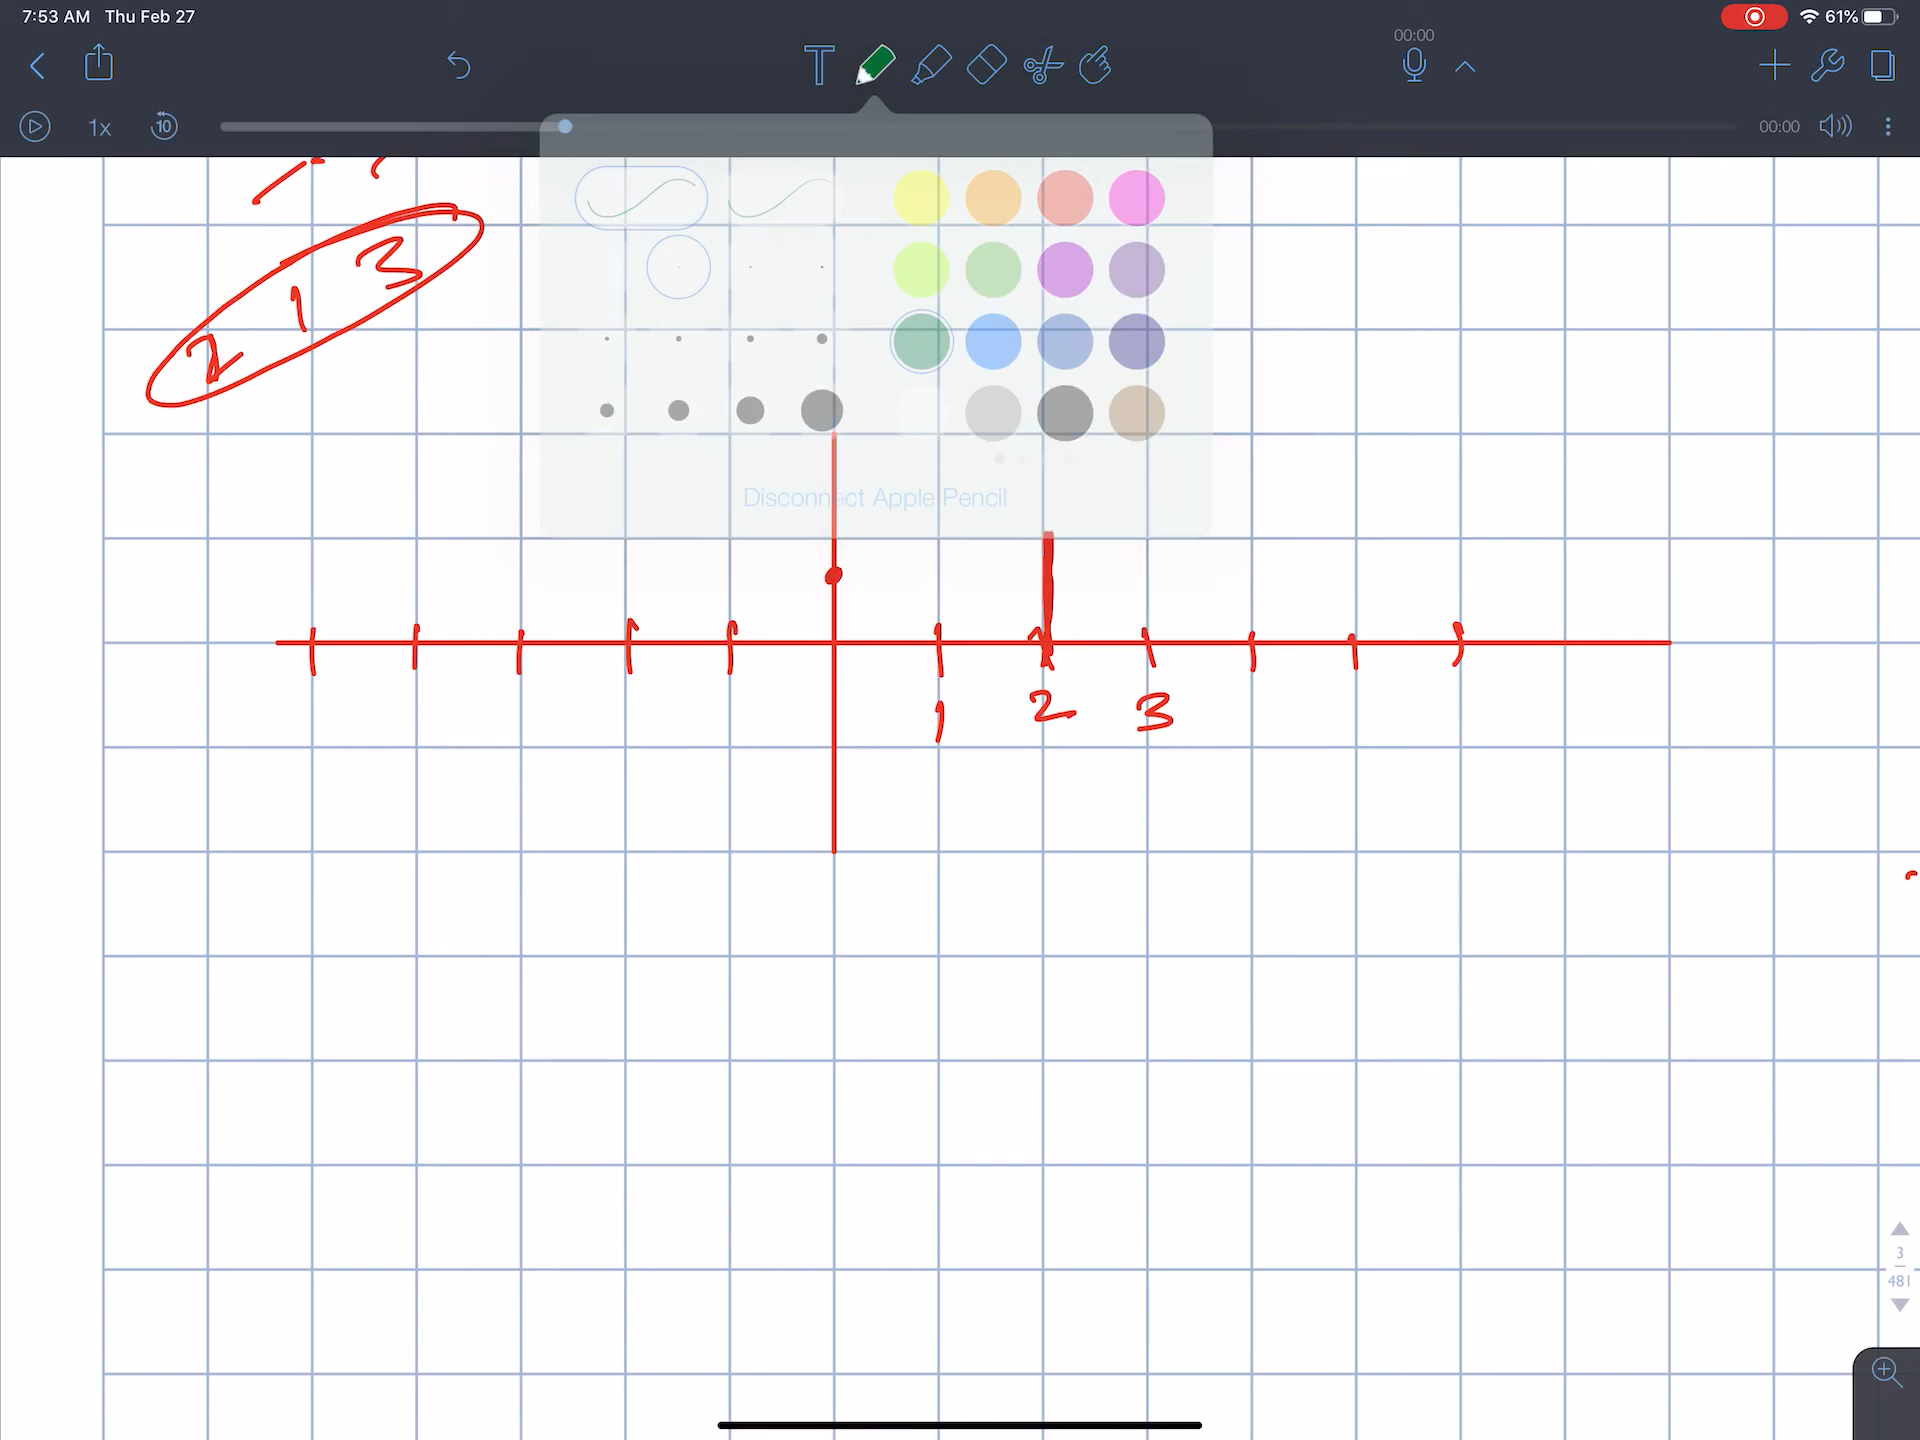 7:53 AM Thu Feb 27
61%
00:00
T
1x
10
00:00
2 1 3
Disconnect Apple Pencil
1 2 3
3
481